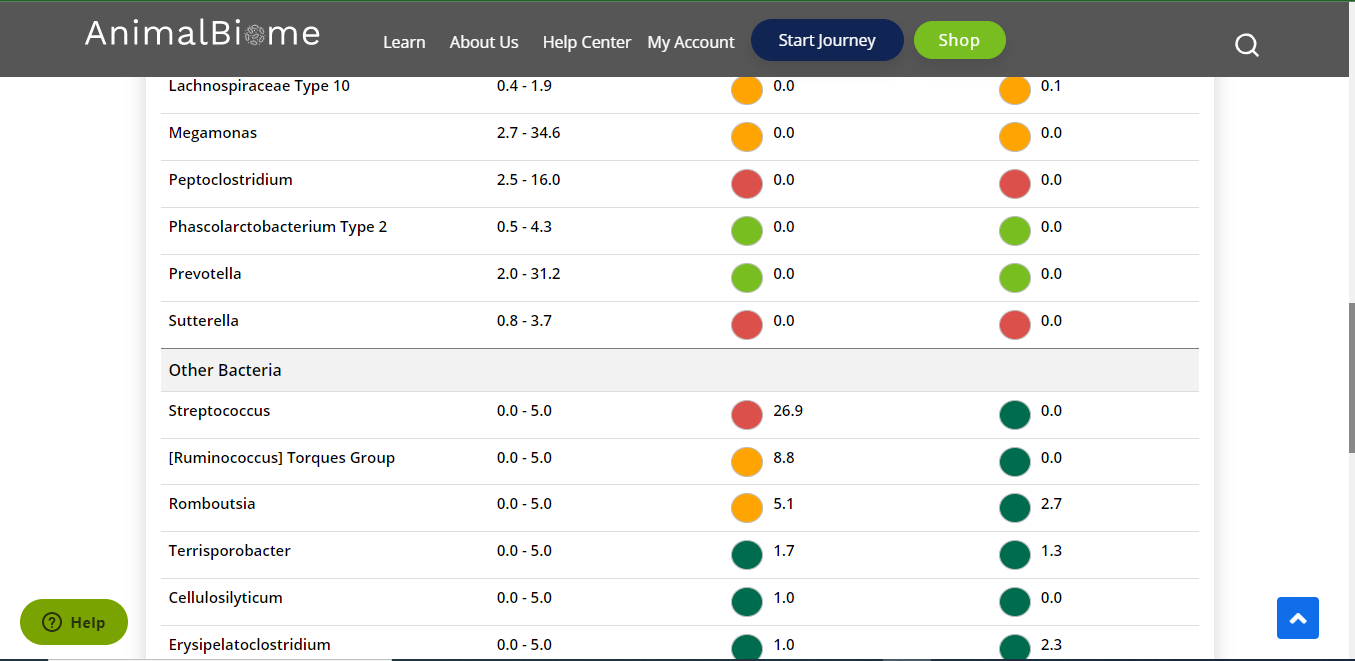 AnimalBiome
Learn About Us Help Center My Account Start Journey Shop
Lachnospiraceae Type 10 0.4 - 1.9 0.0 0.1
Megamonas 2.7 - 34.6 0.0 0.0
Peptoclostridium 2.5 - 16.0 0.0 0.0
Phascolarctobacterium Type 2 0.5 - 4.3 0.0 0.0
Prevotella 2.0 - 31.2 0.0 0.0
Sutterella 0.8 - 3.7 0.0 0.0
Other Bacteria
Streptococcus 0.0 - 5.0 26.9 0.0
[Ruminococcus] Torques Group 0.0 - 5.0 8.8 0.0
Romboutsia 0.0 - 5.0 5.1 2.7
Terrisporobacter 0.0 - 5.0 1.7 1.3
Cellulosilyticum 0.0 - 5.0 1.0 0.0
Erysipelatoclostridium 0.0 - 5.0 1.0 2.3
Help